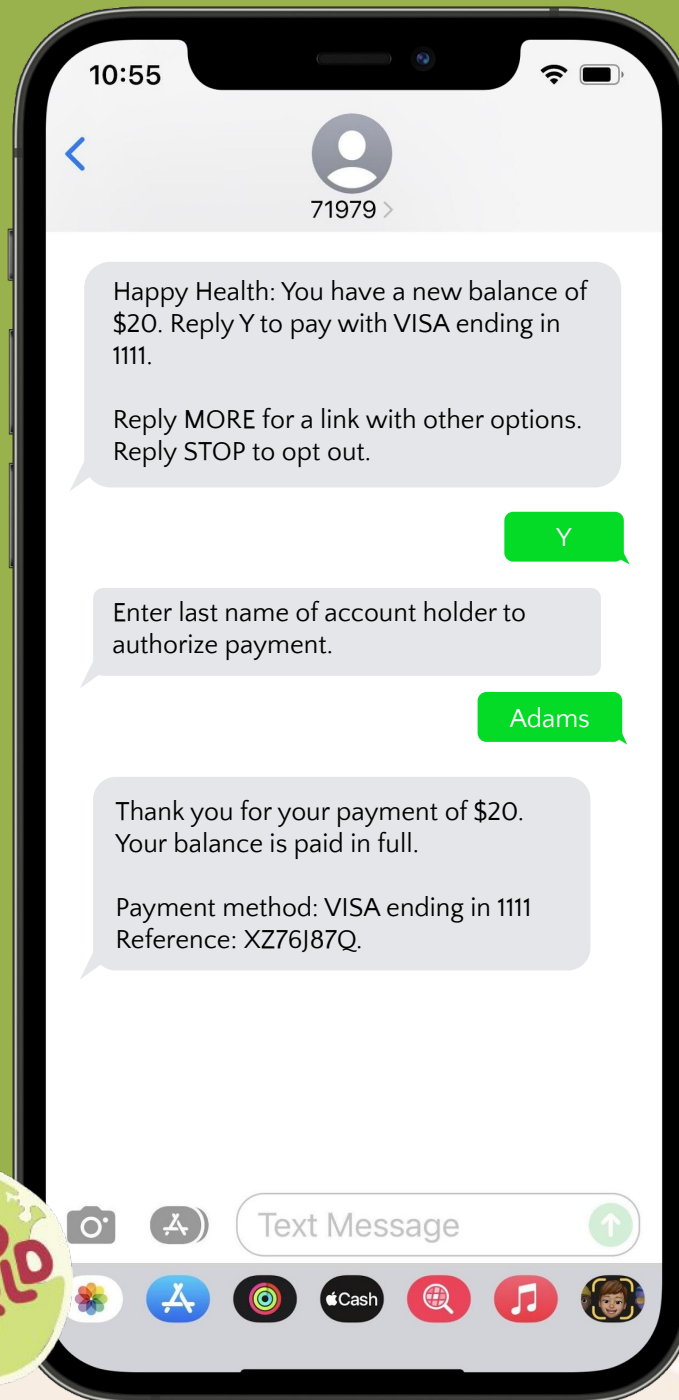 10:55
71979
Happy Health: You have a new balance of
$20. Reply Y to pay with VISA ending in
1111.
Reply MORE for a link with other options.
Reply STOP to opt out.
Y
Enter last name of account holder to
authorize payment.
Adams
Thank you for your payment of $20.
Your balance is paid in full.
Payment method: VISA ending in 1111
Reference: XZ76J87Q.
Text Message
Cash